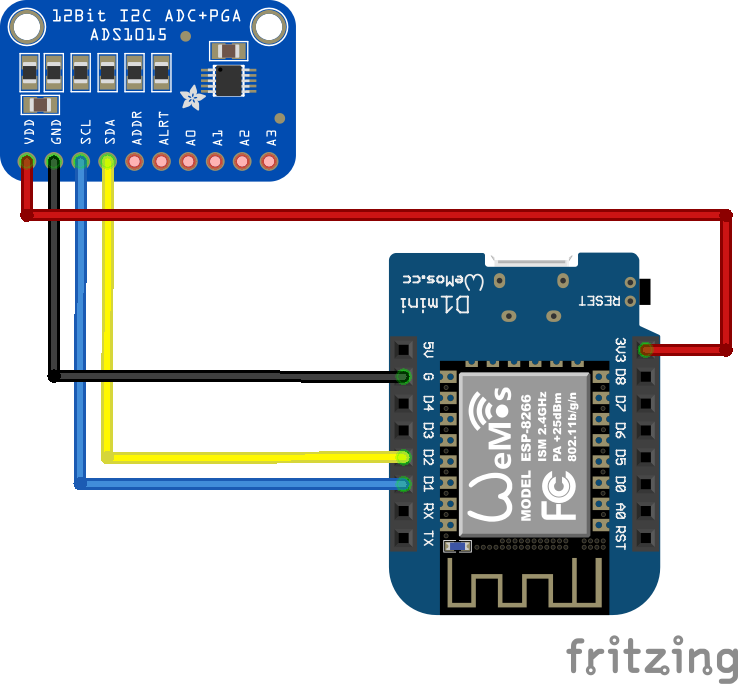 12Bit I2C ADC+PGA
ADS1015
VDD
GND
SCL
SDA
ADDR
ALRT
A0
A1
A2
A3
WeMos.cc
D1 mini
RESET
5V
G
D4
D3
D2
D1
RX
TX
3V3
D8
D7
D6
D5
D0
A0
RST
WeMos
MODEL ESP-8266
ISM 2.4GHz
PA +25dBm
802.11b/g/n
FC
fritzing